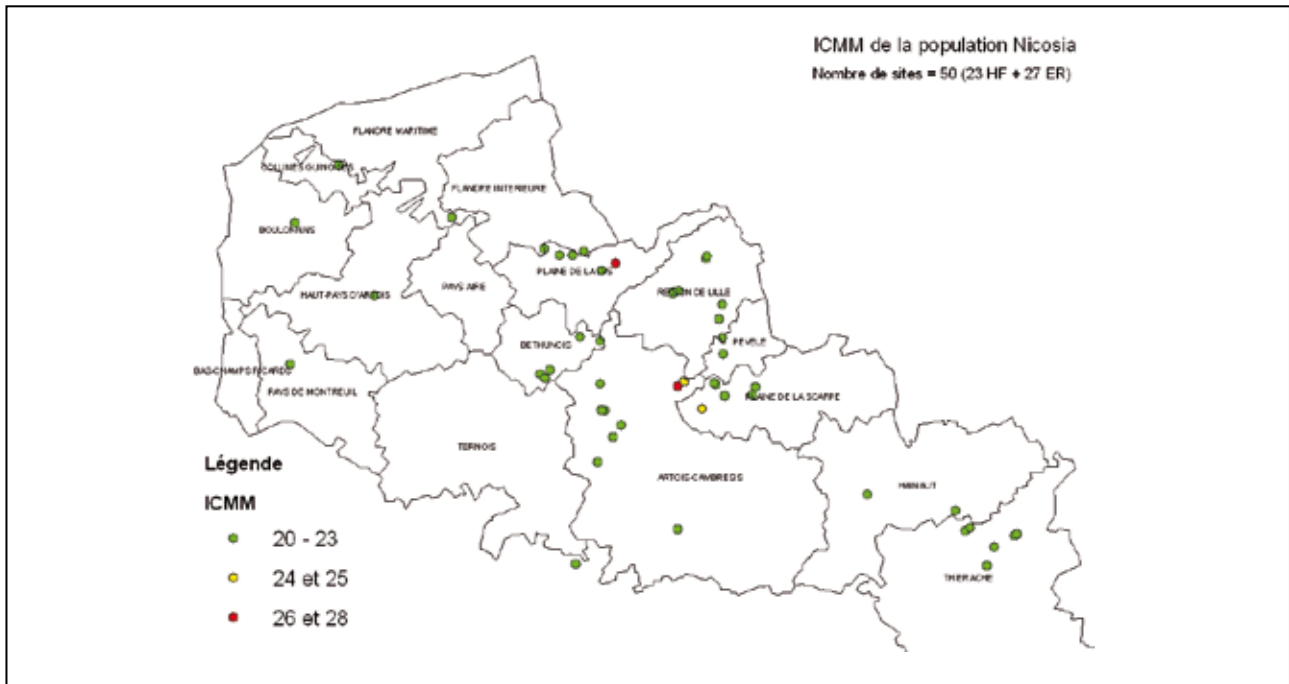 ICMM de la population Nicosia
Nombre de sites = 50 (23 HF + 27 ER)
FLANDRE MARITIME
COLLINES GUINOISES
FLANDRE INTERIEURE
BOULONNAIS
PLAINE DE LA LYS
PAYS AIRE
HAUT-PAYS D'ARTOIS
REGION DE LILLE
PEVELE
BETHUNOIS
BAS-CHAMPS PICARDS
PAYS DE MONTREUIL
PLAINE DE LA SCARPE
TERNOIS
ARTOIS-CAMBRESIS
HAINAUT
THIERACHE
Légende
ICMM
20 - 23
24 et 25
26 et 28